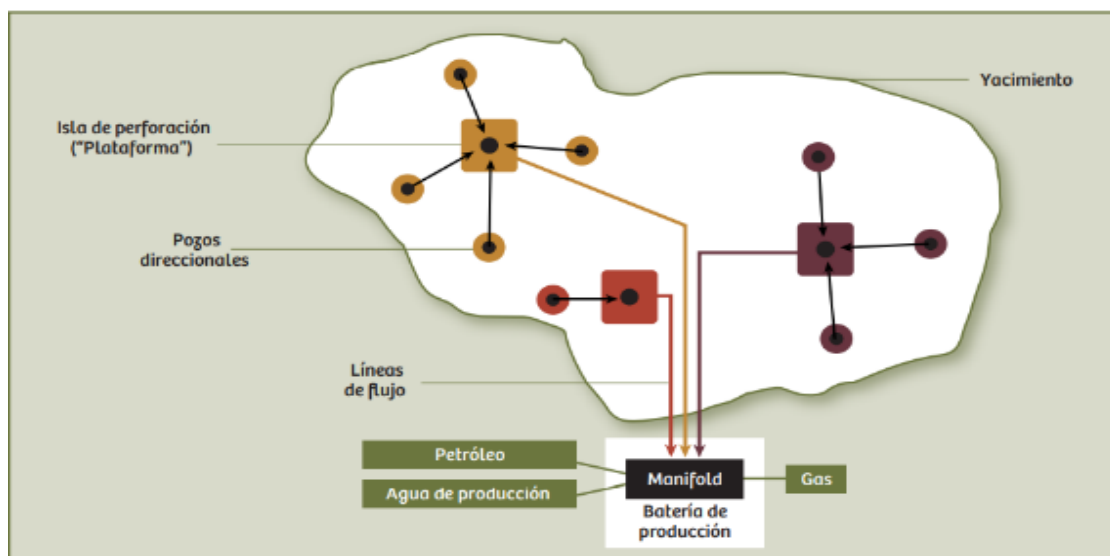 Yacimiento
Isla de perforación
("Plataforma")
Pozos
direccionales
Líneas
de flujo
Petróleo
Agua de producción
Manifold
Gas
Batería de
producción